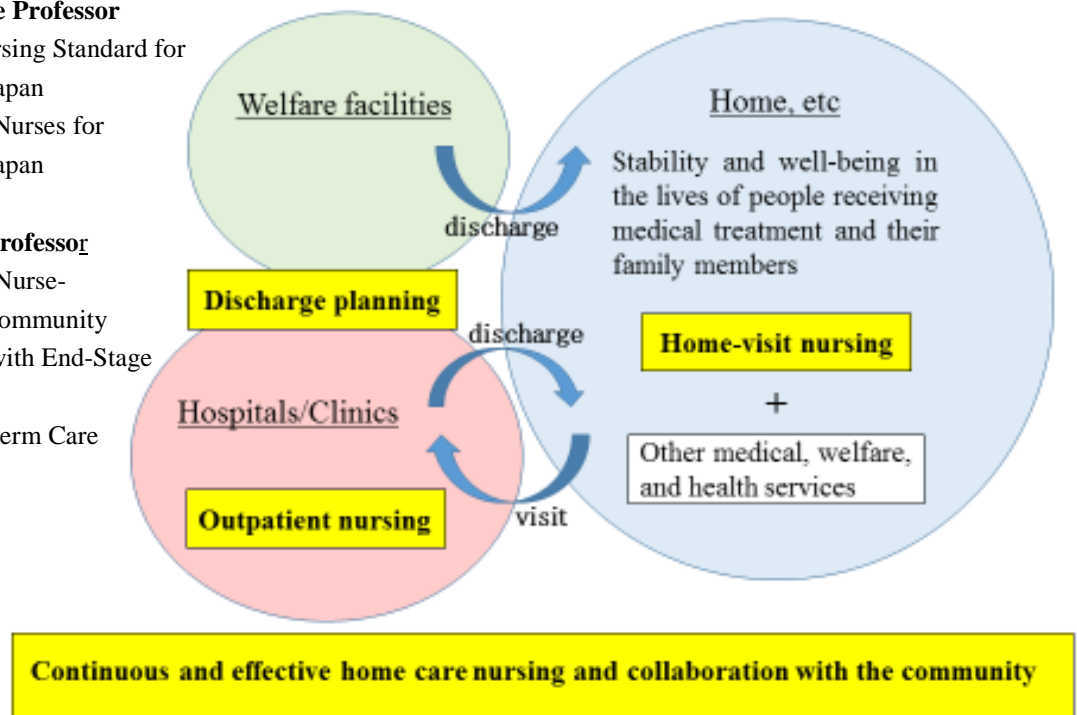 e Professor
rsing Standard for
apan
Nurses for
apan
rofessor
Nurse-
ommunity
with End-Stage
erm Care
Welfare facilities
discharge
Discharge planning
Hospitals/Clinics
Outpatient nursing
discharge
visit
Home, etc
Stability and well-being in
the lives of people receiving
medical treatment and their
family members
Home-visit nursing
+
Other medical, welfare,
and health services
Continuous and effective home care nursing and collaboration with the community